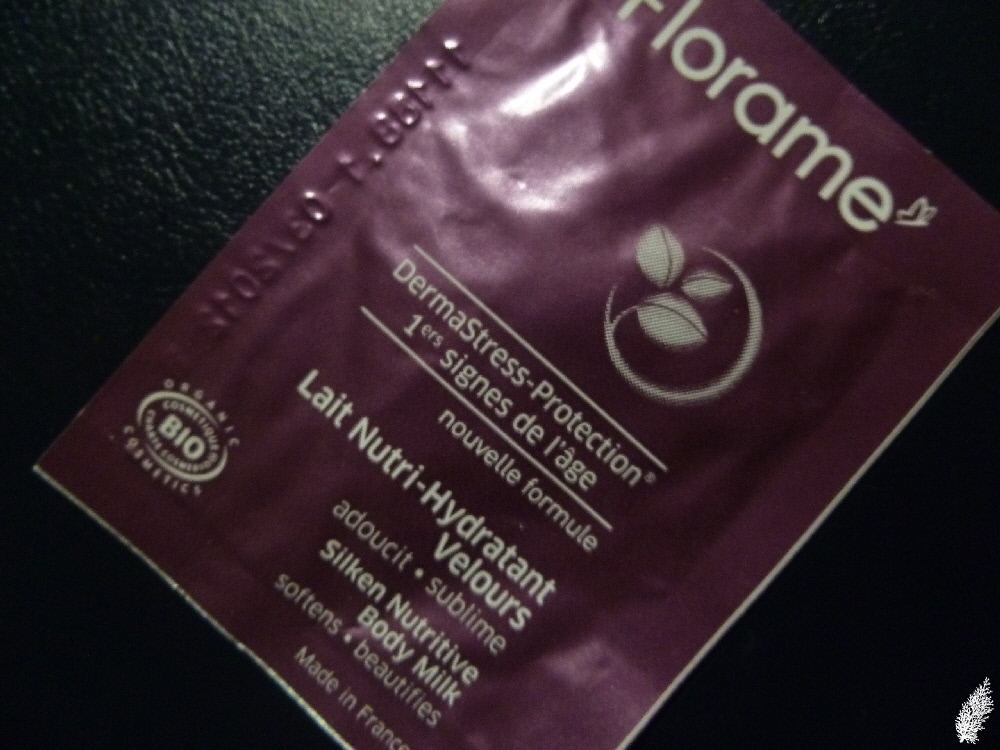 Florame
DermaStress-Protection®
1ers signes de l'âge
nouvelle formule
Lait Nutri-Hydratant
Velours
adoucit • sublime
Silken Nutritive
Body Milk
softens • beautifies
Made in France
ORGANIC
BIO
COSMETICS